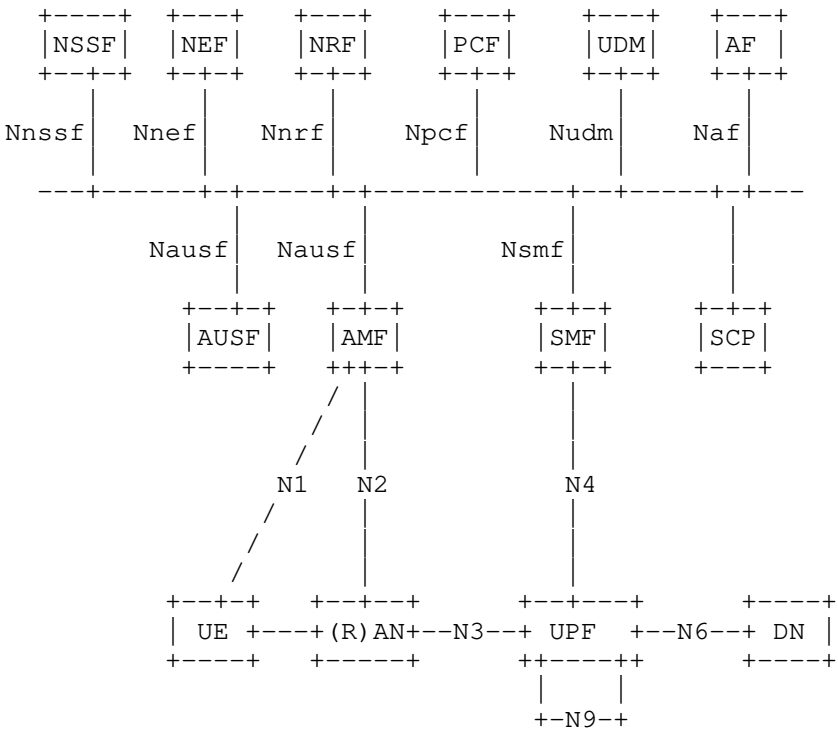 NSSF NEF NRF PCF UDM AF
Nnssf Nnef Nnrf Npcf Nudm Naf
Nausf Nausf Nsmf
AUSF AMF SMF SCP
N1 N2 N4
UE (R)AN N3 UPF N6 DN
N9